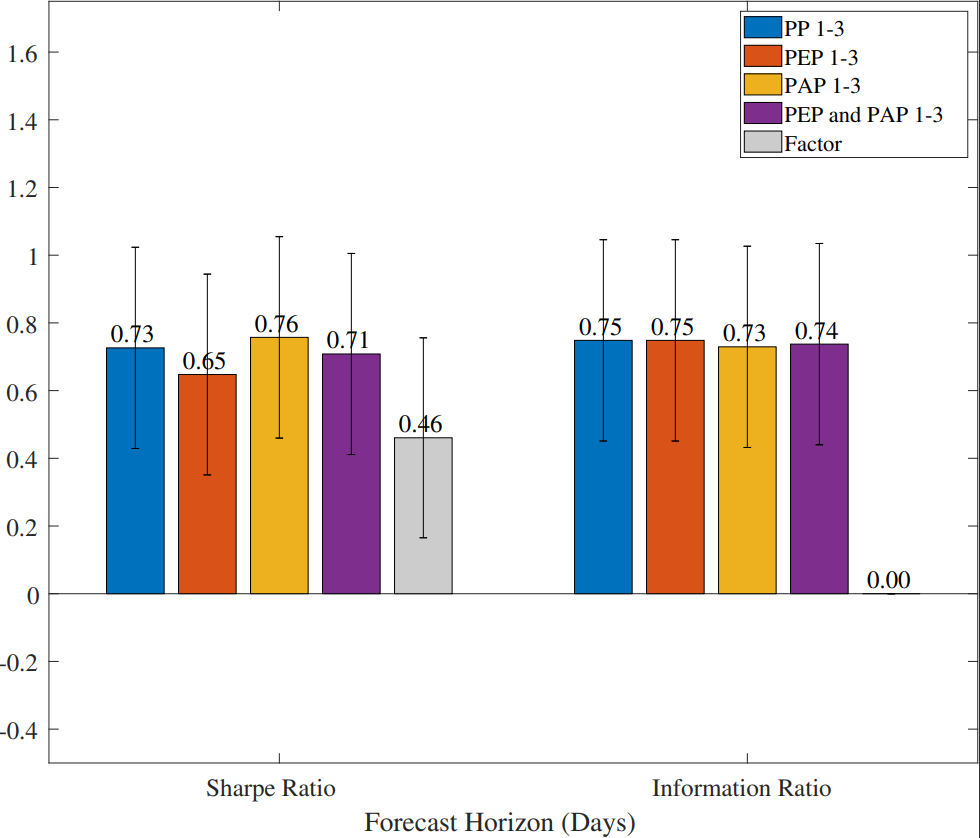 PP 1-3
PEP 1-3
PAP 1-3
PEP and PAP 1-3
Factor
1.6
1.4
1.2
1
0.8
0.6
0.4
0.2
0
-0.2
-0.4
0.73
0.65
0.76
0.71
0.46
0.75
0.75
0.73
0.74
0.00
Sharpe Ratio
Information Ratio
Forecast Horizon (Days)